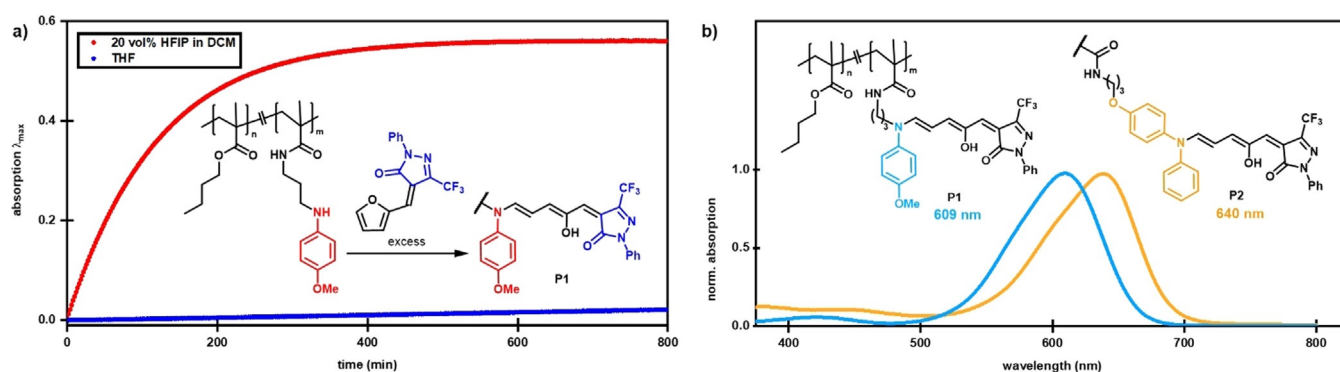 a)
0.6
0.4
0.2
0.0
absorption λmax
20 vol% HFIP in DCM
THF
n
m
O
O
HN
O
NH
OMe
Ph
N
N
O
CF3
O
excess
N
OMe
OH
CF3
N
N
O
Ph
P1
0
200
400
600
800
time (min)
b)
n
m
O
O
NH
O
3
N
OMe
OH
CF3
N
N
O
Ph
P1
609 nm
O
HN
3
O
N
OH
CF3
N
N
O
Ph
P2
640 nm
1.0
0.5
0.0
norm. absorption
400
500
600
700
800
wavelength (nm)